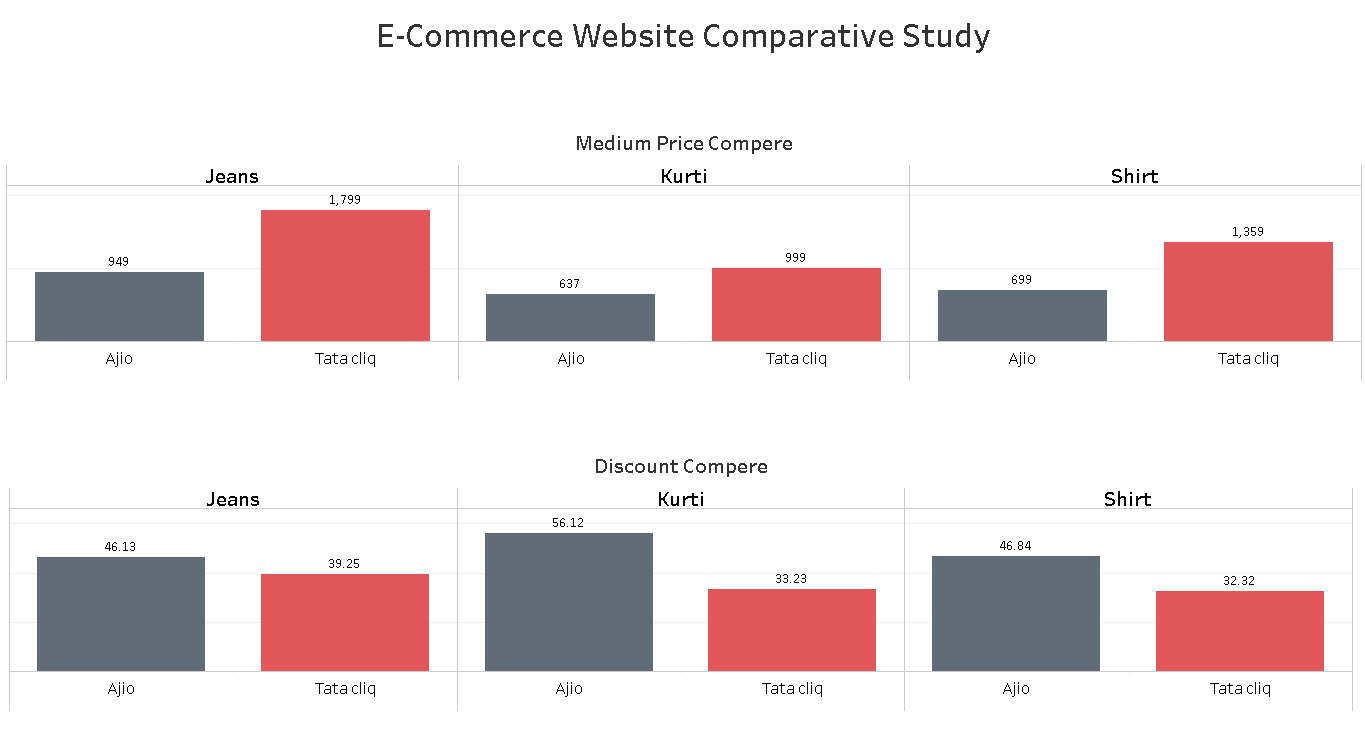 E-Commerce Website Comparative Study
Medium Price Compere
Jeans Kurti Shirt
1,799
1,359
949 999
637 699
Ajio Tata cliq Ajio Tata cliq Ajio Tata cliq
Discount Compere
Jeans Kurti Shirt
56.12
46.13 46.84
39.25 33.23 32.32
Ajio Tata cliq Ajio Tata cliq Ajio Tata cliq